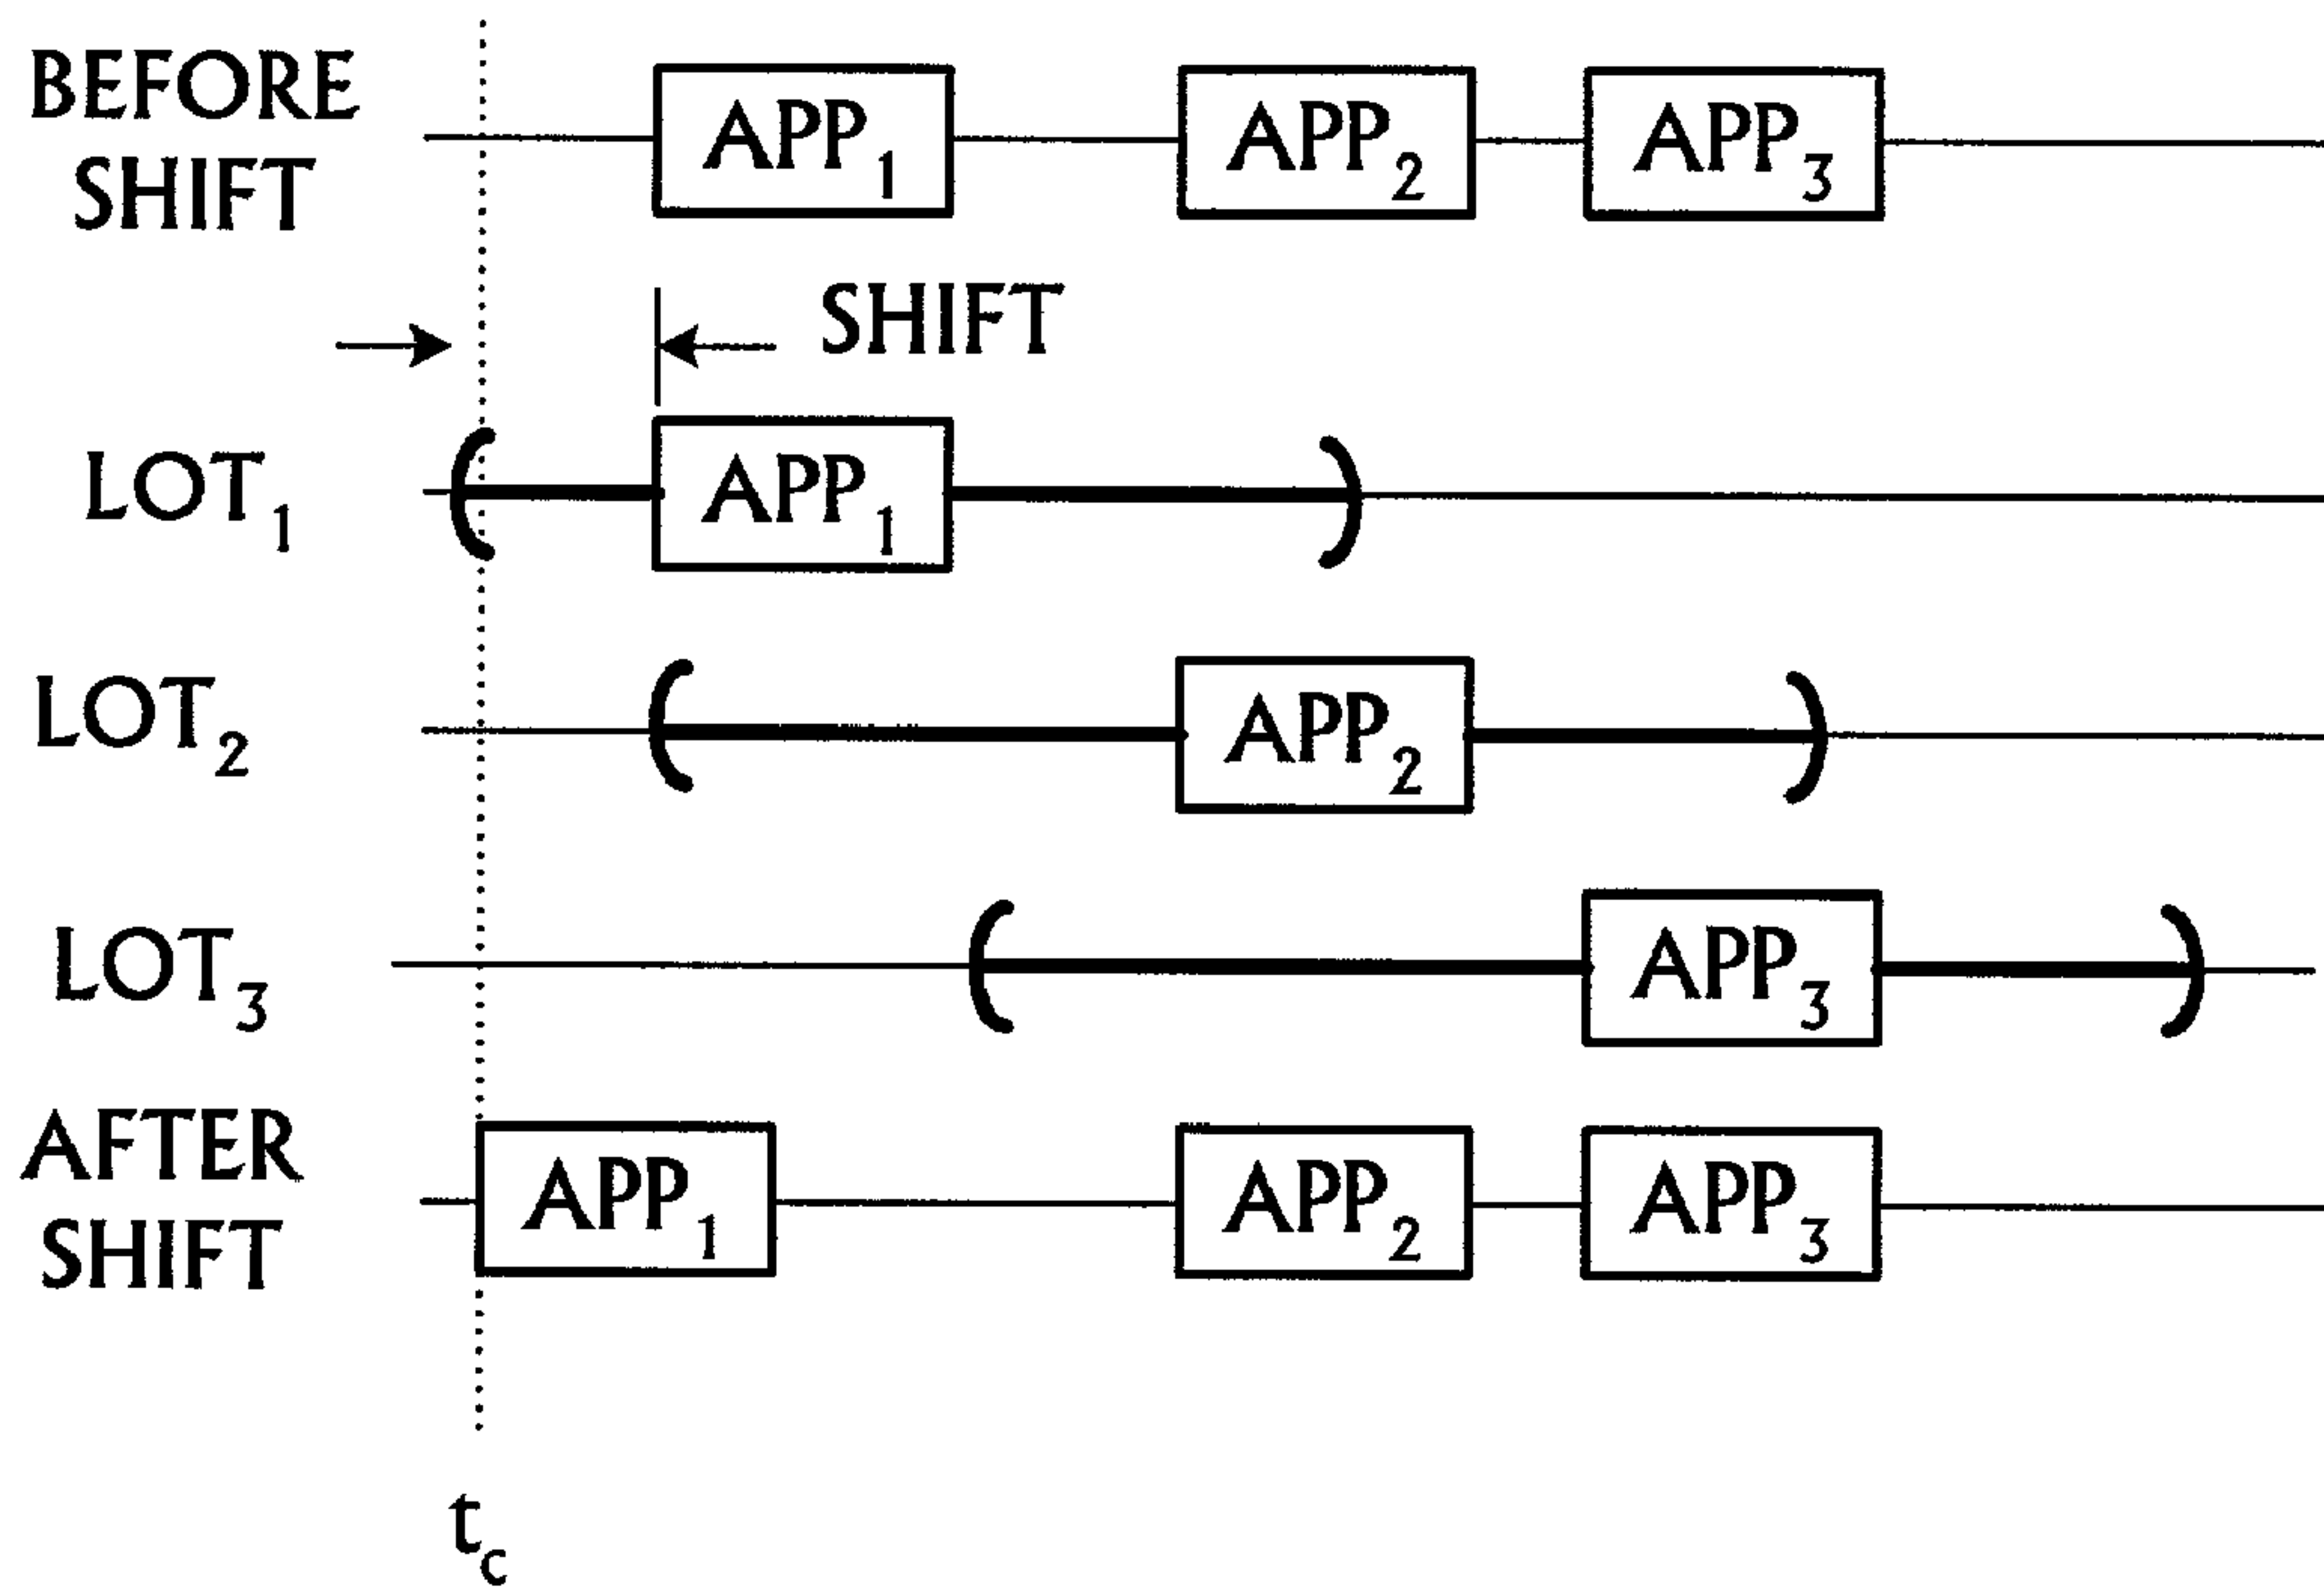 BEFORE SHIFT
APP1 APP2 APP3
SHIFT
LOT1 APP1
LOT2 APP2
LOT3 APP3
AFTER SHIFT
APP1 APP2 APP3
tc